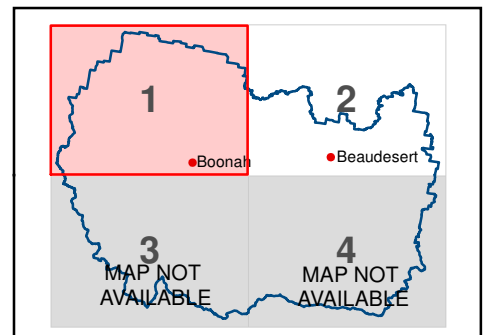 1
2
Boonah
Beaudesert
3
MAP NOT
AVAILABLE
4
MAP NOT
AVAILABLE